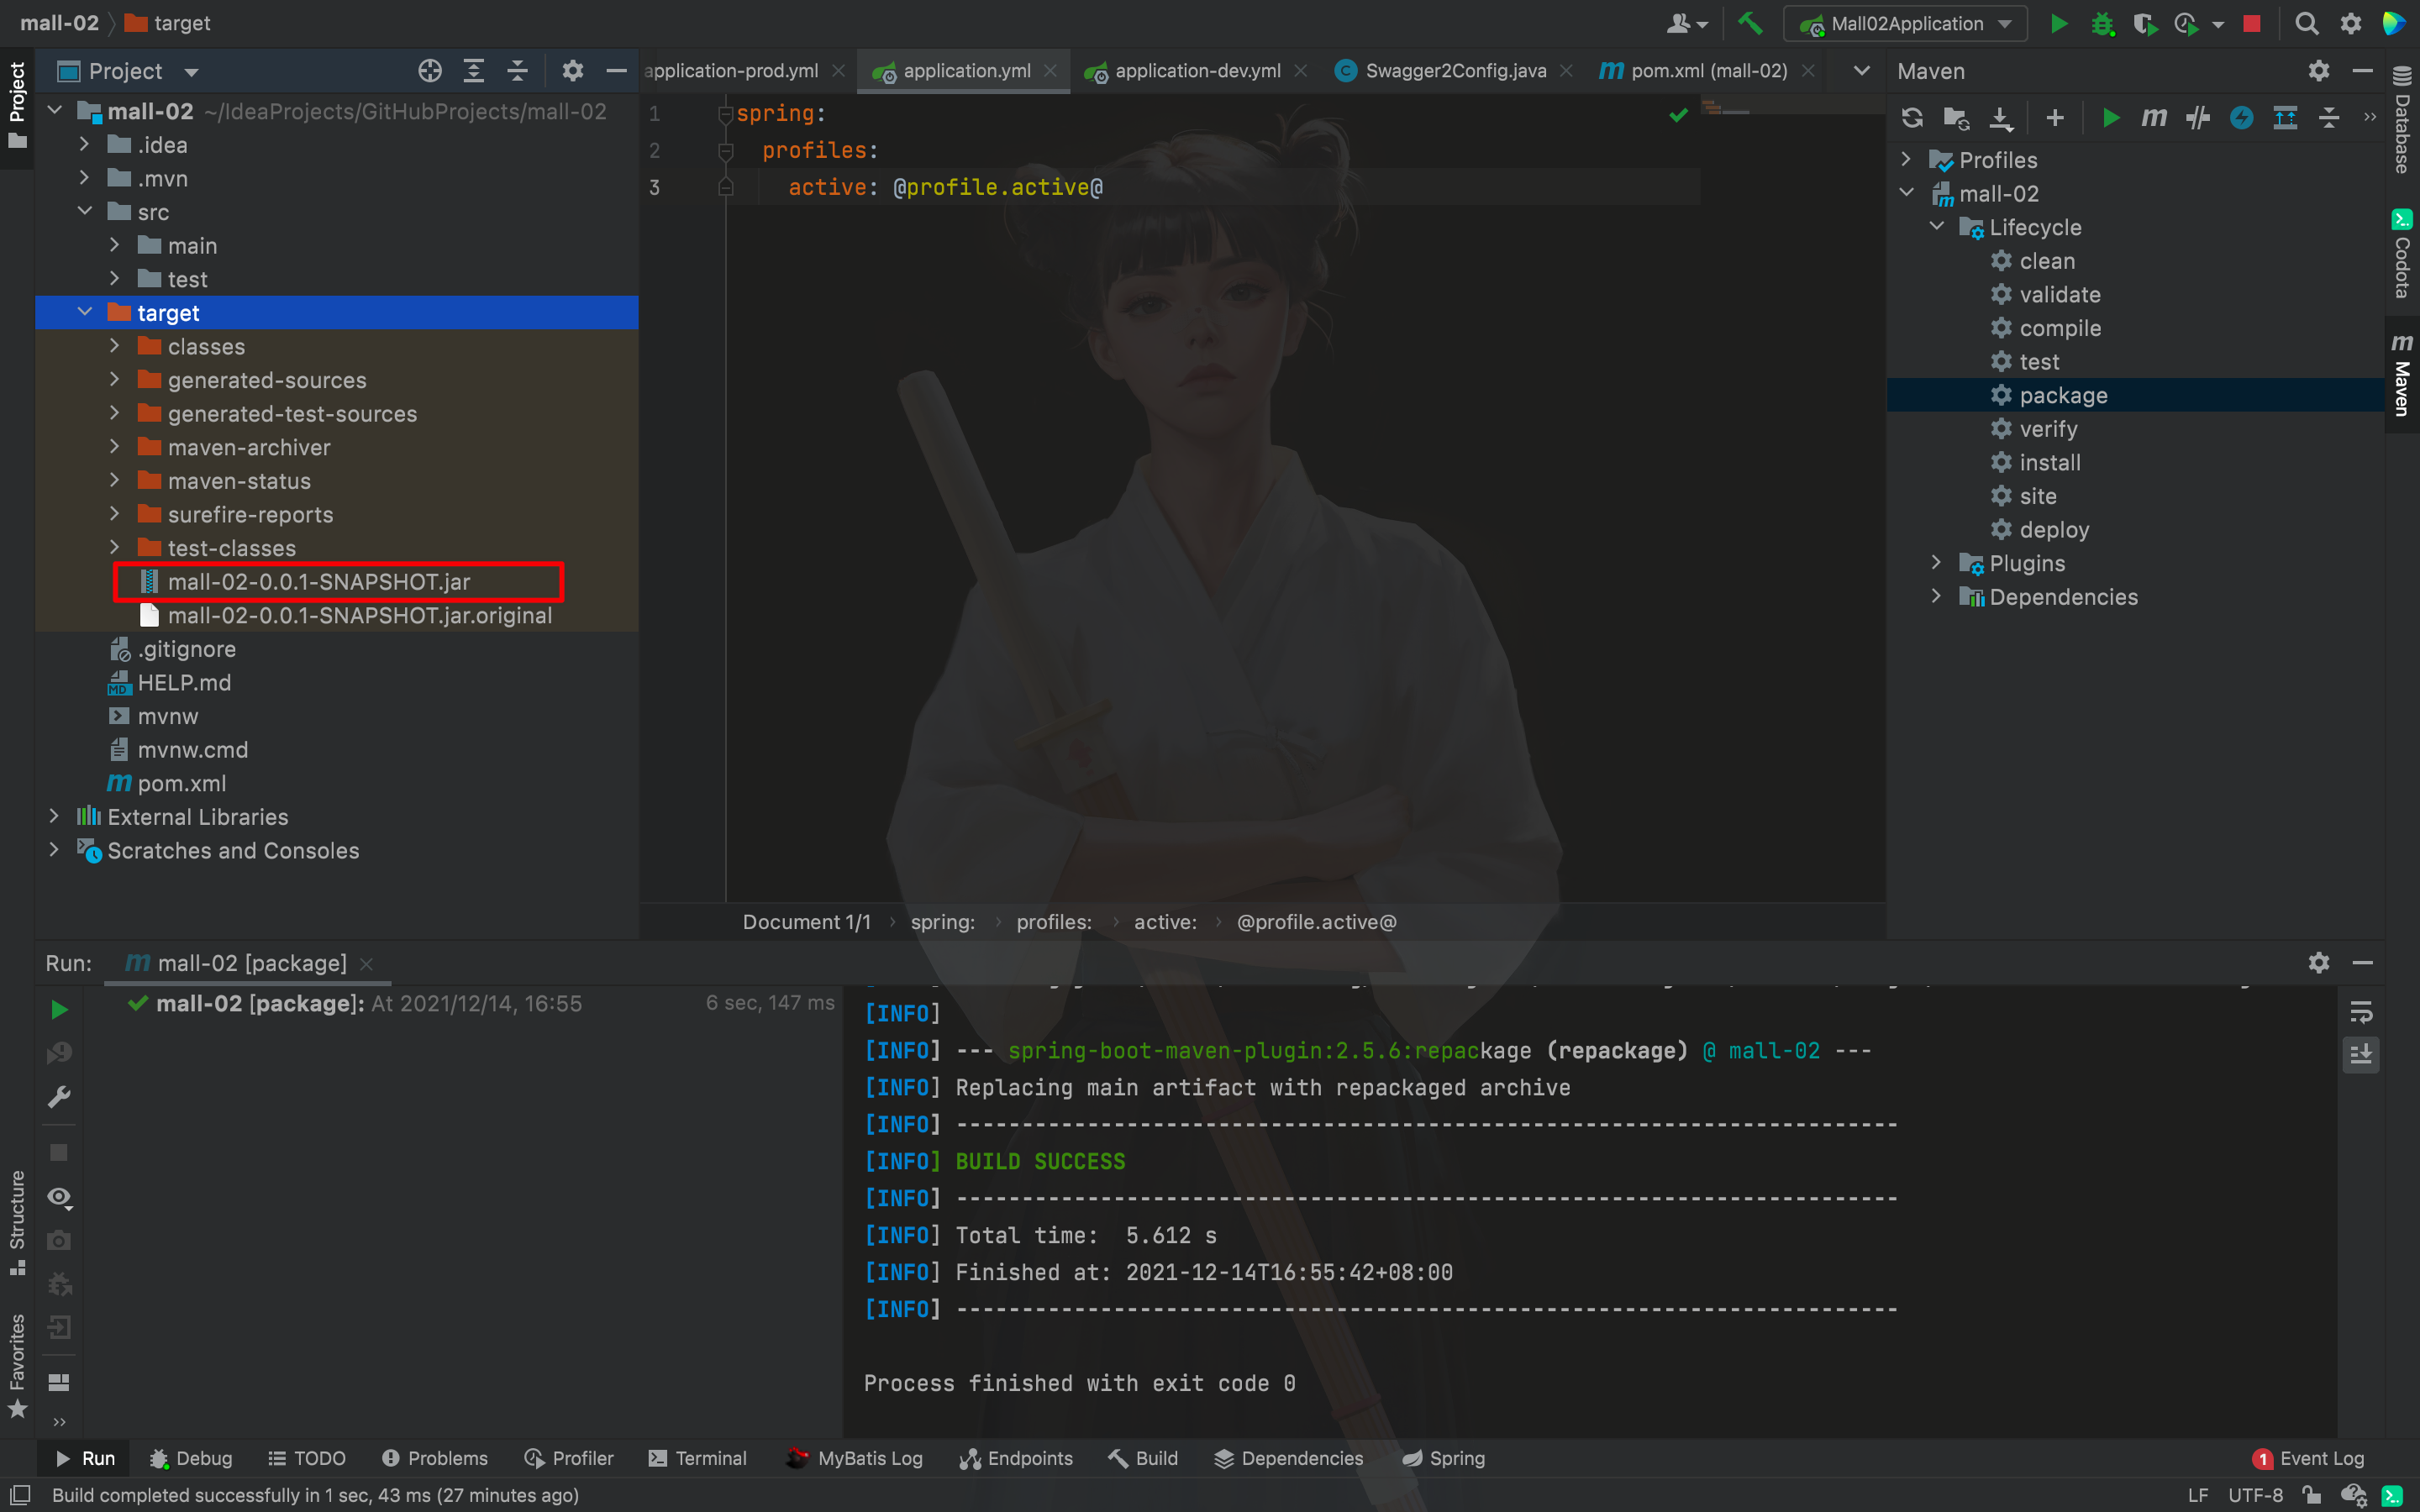 mall-02 target
Mall02Application
Project
application-prod.yml application.yml application-dev.yml Swagger2Config.java pom.xml (mall-02)
Maven
Project
mall-02 ~/IdeaProjects/GitHubProjects/mall-02
.idea
.mvn
src
main
test
target
classes
generated-sources
generated-test-sources
maven-archiver
maven-status
surefire-reports
test-classes
mall-02-0.0.1-SNAPSHOT.jar
mall-02-0.0.1-SNAPSHOT.jar.original
.gitignore
HELP.md
mvnw
mvnw.cmd
pom.xml
External Libraries
Scratches and Consoles
1 spring:
2 profiles:
3 active: @profile.active@
Document 1/1 spring: profiles: active: @profile.active@
Profiles
mall-02
Lifecycle
clean
validate
compile
test
package
verify
install
site
deploy
Plugins
Dependencies
Database
Codota
Maven
Run: mall-02 [package]
mall-02 [package]: At 2021/12/14, 16:55 6 sec, 147 ms
[INFO]
[INFO] --- spring-boot-maven-plugin:2.5.6:repackage (repackage) @ mall-02 ---
[INFO] Replacing main artifact with repackaged archive
[INFO] ------------------------------------------------------------------------
[INFO] BUILD SUCCESS
[INFO] ------------------------------------------------------------------------
[INFO] Total time:  5.612 s
[INFO] Finished at: 2021-12-14T16:55:42+08:00
[INFO] ------------------------------------------------------------------------
Process finished with exit code 0
Structure
Favorites
Run Debug TODO Problems Profiler Terminal MyBatis Log Endpoints Build Dependencies Spring 1 Event Log
Build completed successfully in 1 sec, 43 ms (27 minutes ago) LF UTF-8